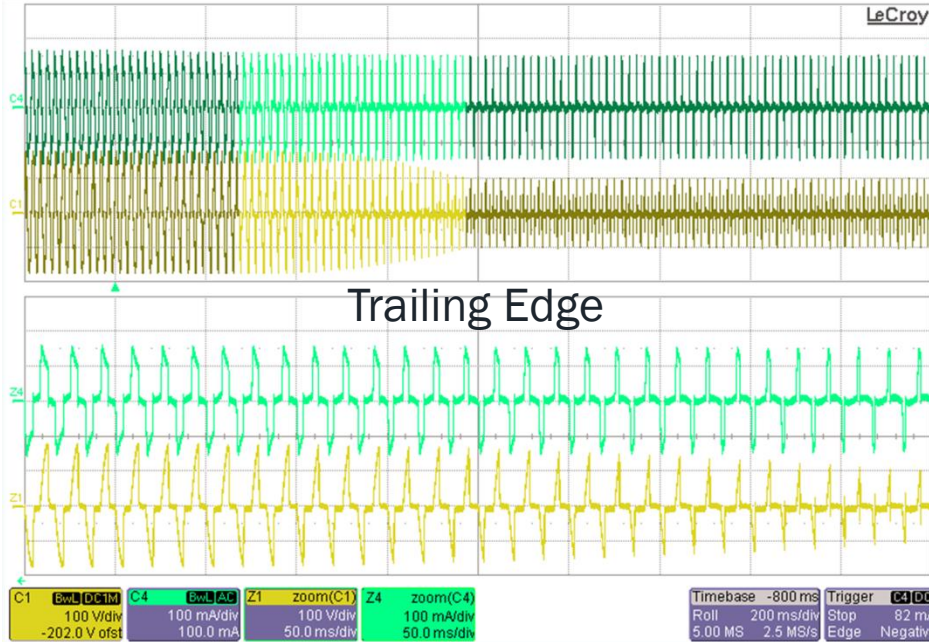 LeCroy
C4
C1
Trailing Edge
Z4
Z1
C1 BwL DC1M
100 V/div
-202.0 V ofst
C4 BwL AC
100 mA/div
100.0 mA
Z1 zoom(C1)
100 V/div
50.0 ms/div
Z4 zoom(C4)
100 mA/div
50.0 ms/div
Timebase -800 ms
Roll 200 ms/div
5.00 MS 2.5 MS/s
Trigger C4 DC
Stop 82 m
Edge Negativ